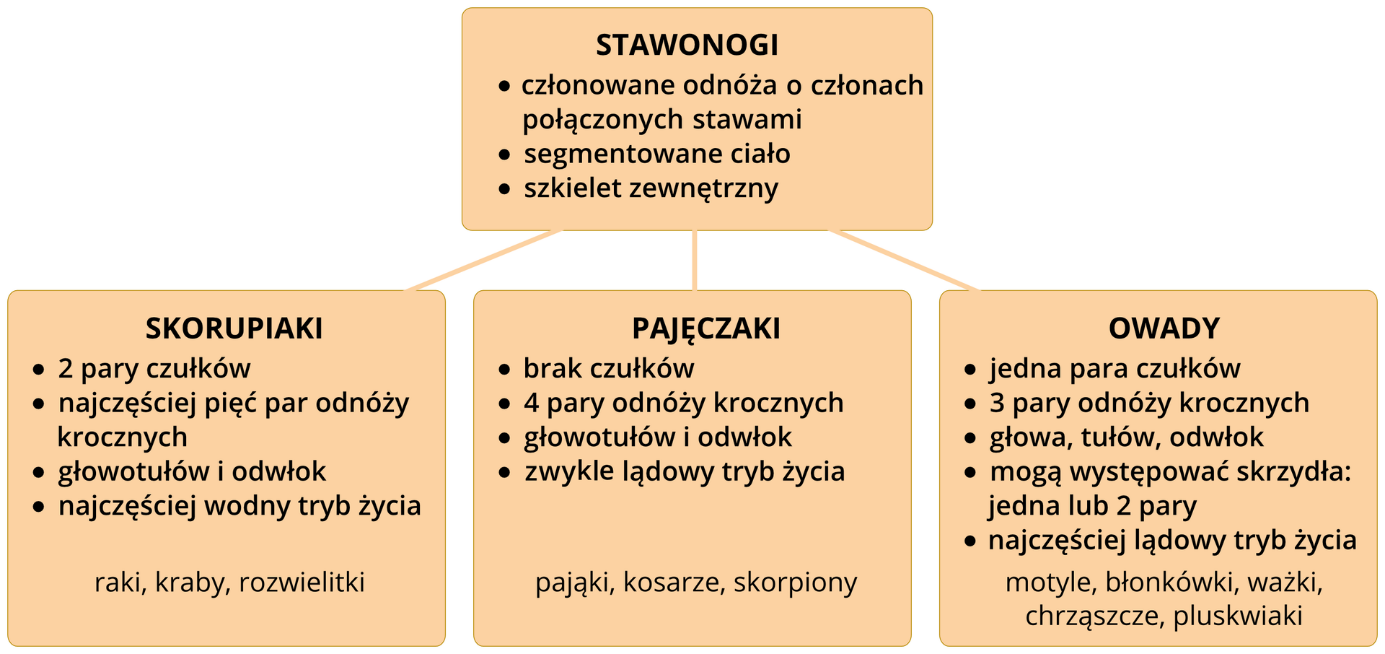 STAWONOGI
• członowane odnóża o członach
połączonych stawami
• segmentowane ciało
• szkielet zewnętrzny
SKORUPIAKI
• 2 pary czułków
• najczęściej pięć par odnóży
krocznych
• głowotułów i odwłok
• najczęściej wodny tryb życia
raki, kraby, rozwielitki
PAJĘCZAKI
• brak czułków
• 4 pary odnóży krocznych
• głowotułów i odwłok
• zwykle lądowy tryb życia
pająki, kosarze, skorpiony
OWADY
• jedna para czułków
• 3 pary odnóży krocznych
• głowa, tułów, odwłok
• mogą występować skrzydła:
jedna lub 2 pary
• najczęściej lądowy tryb życia
motyle, błonkówki, ważki,
chrząszcze, pluskwiaki